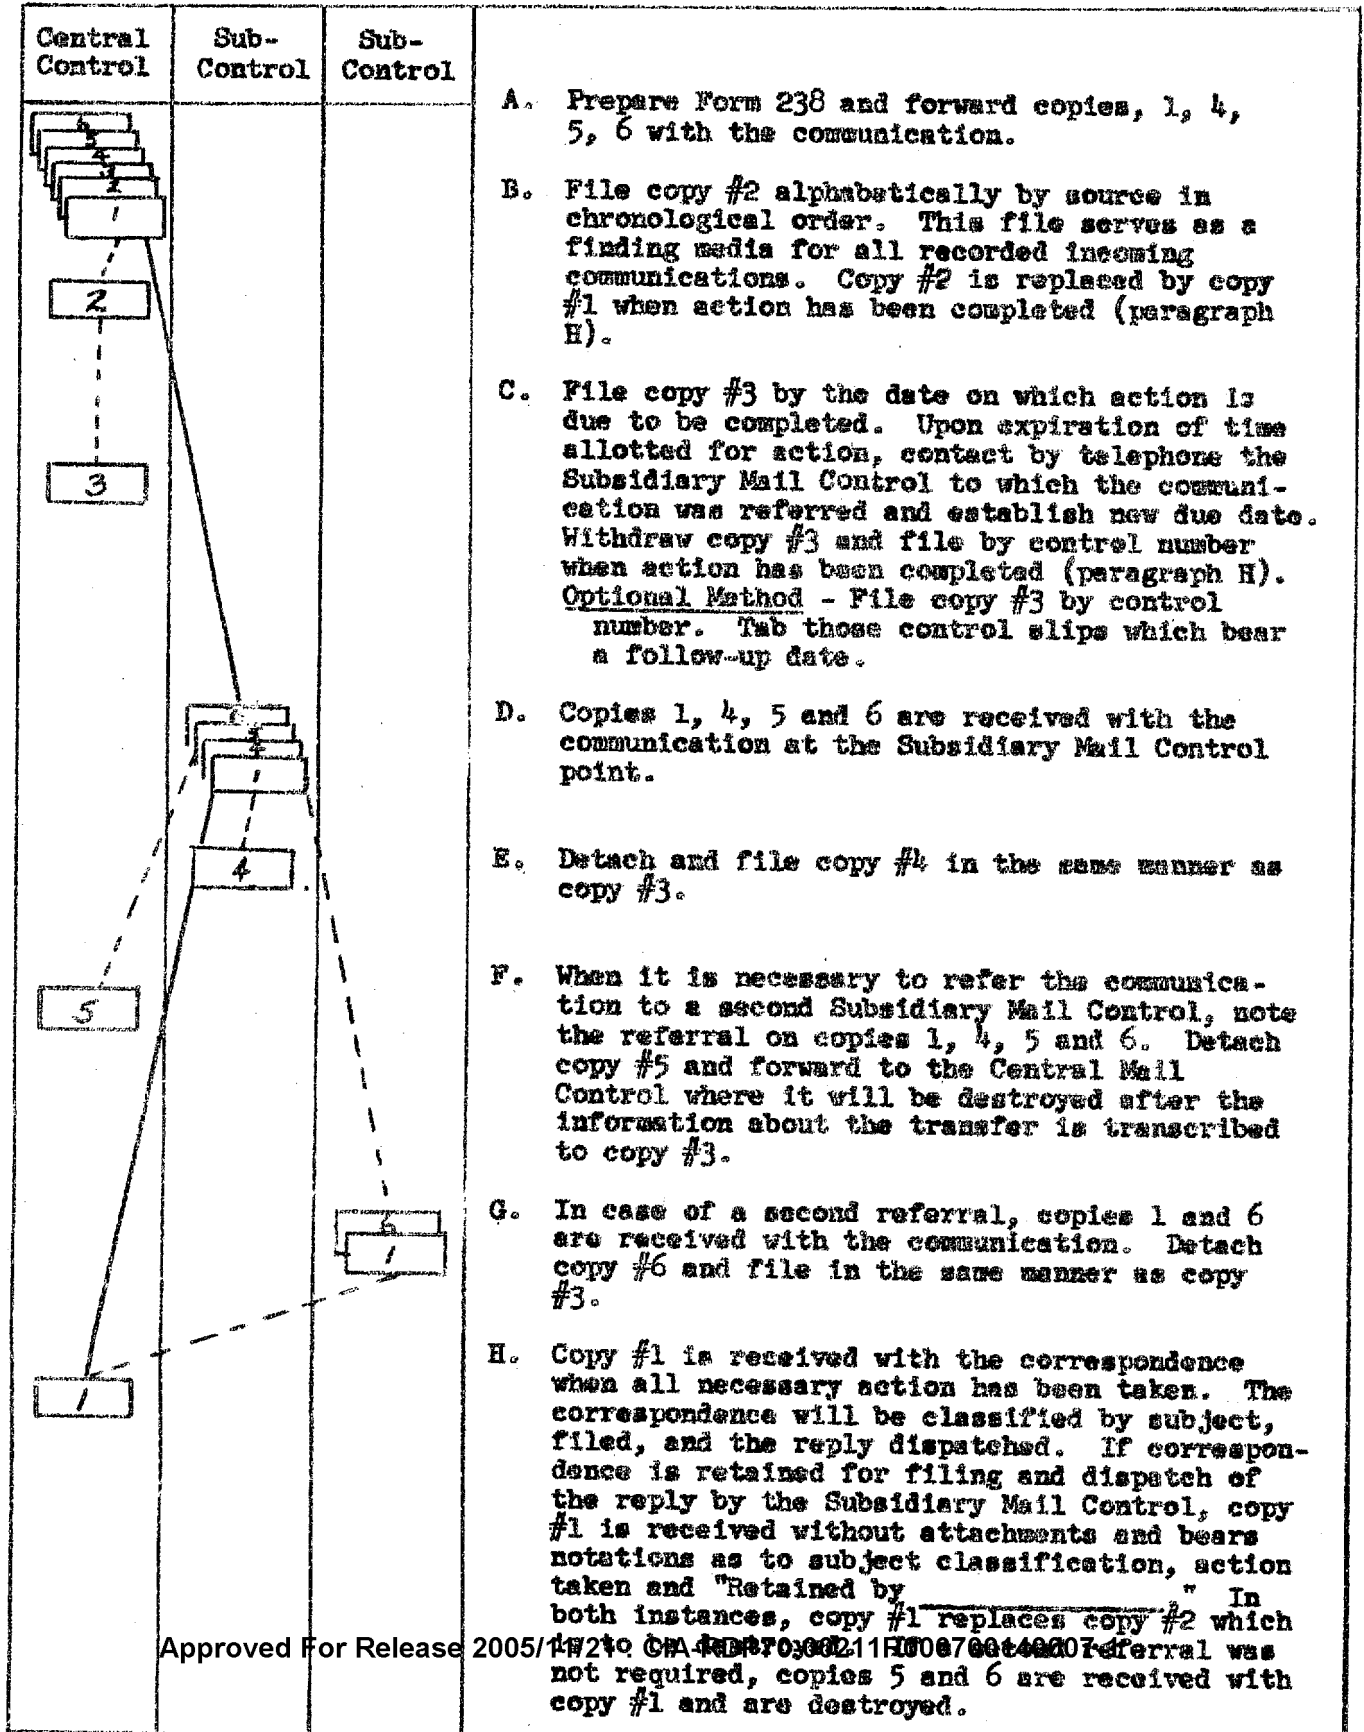 Central Control
Sub-Control
Sub-Control
A. Prepare Form 238 and forward copies, 1, 4,
5, 6 with the communication.
B. File copy #2 alphabetically by source in
chronological order. This file serves as a
finding media for all recorded incoming
communications. Copy #2 is replaced by copy
#1 when action has been completed (paragraph
H).
C. File copy #3 by the date on which action is
due to be completed. Upon expiration of time
allotted for action, contact by telephone the
Subsidiary Mail Control to which the communi-
cation was referred and establish new due date.
Withdraw copy #3 and file by control number
when action has been completed (paragraph H).
Optional Method - File copy #3 by control
number. Tab those control slips which bear
a follow-up date.
D. Copies 1, 4, 5 and 6 are received with the
communication at the Subsidiary Mail Control
point.
E. Detach and file copy #4 in the same manner as
copy #3.
F. When it is necessary to refer the communica-
tion to a second Subsidiary Mail Control, note
the referral on copies 1, 4, 5 and 6. Detach
copy #5 and forward to the Central Mail
Control where it will be destroyed after the
information about the transfer is transcribed
to copy #3.
G. In case of a second referral, copies 1 and 6
are received with the communication. Detach
copy #6 and file in the same manner as copy
#3.
H. Copy #1 is received with the correspondence
when all necessary action has been taken. The
correspondence will be classified by subject,
filed, and the reply dispatched. If correspon-
dence is retained for filing and dispatch of
the reply by the Subsidiary Mail Control, copy
#1 is received without attachments and bears
notations as to subject classification, action
taken and "Retained by ____________." In
both instances, copy #1 replaces copy #2 which
referral was
not required, copies 5 and 6 are received with
copy #1 and are destroyed.
Approved For Release 2005/11/21 : CIA-RDP70-00211R000700140007-1
6
5
4
3
2
1
2
3
6
5
4
1
4
5
6
1
1